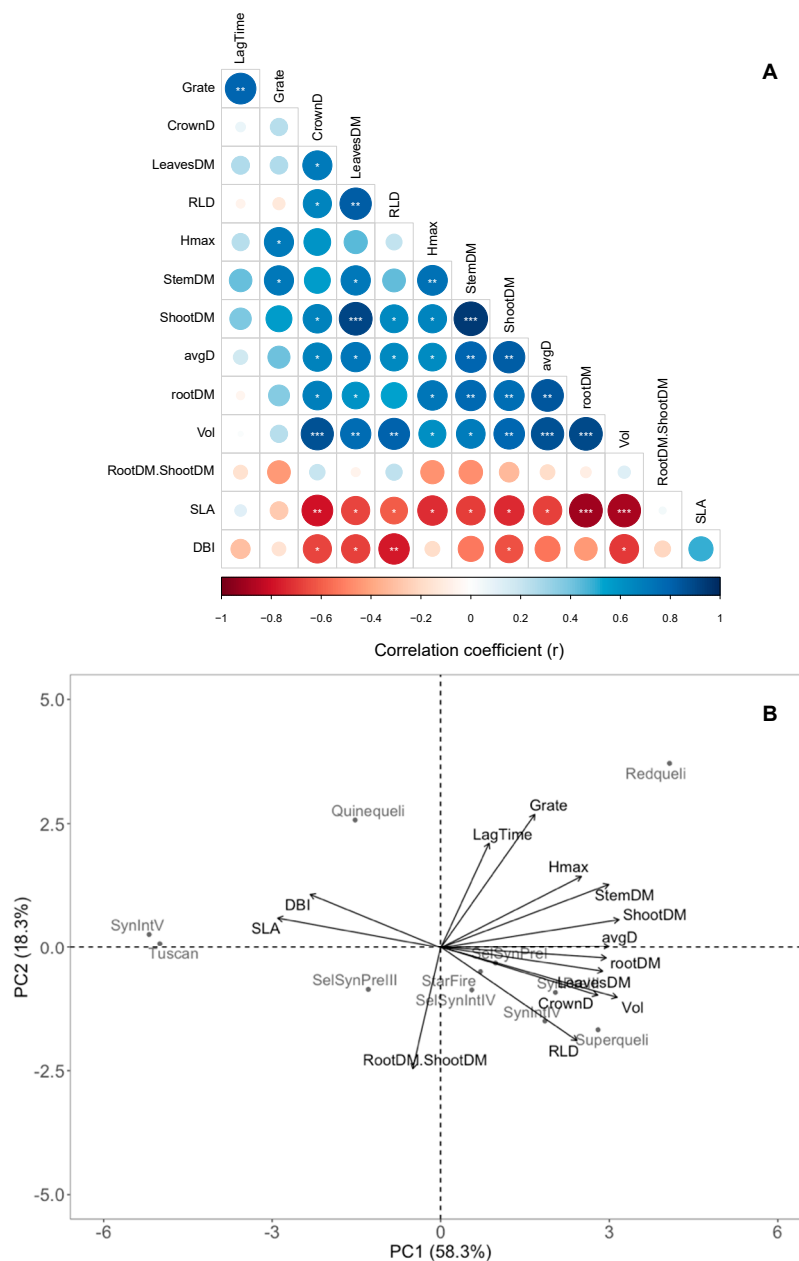 A
LagTime
Grate ** Grate
CrownD CrownD
LeavesDM * LeavesDM
RLD * ** RLD
Hmax * Hmax
StemDM * * ** StemDM
ShootDM * *** * * *** ShootDM
avgD * * * * ** ** avgD
rootDM * * * ** ** ** rootDM
Vol *** ** ** * * ** *** *** Vol
RootDM.ShootDM RootDM.ShootDM
SLA ** * * * * * * *** *** SLA
DBI * * ** * *
−1 −0.8 −0.6 −0.4 −0.2 0 0.2 0.4 0.6 0.8 1
Correlation coefficient (r)
B
5.0
2.5
0.0
-2.5
-5.0
PC2 (18.3%)
Redqueli
Quinequeli
Grate
LagTime
Hmax
StemDM
DBI
ShootDM
SynIntV
SLA
avgD
Tuscan
SelSynPreI
rootDM
SelSynPreIII
StarFire
LeavesDM
SelSynIntIV
CrownD
Vol
SynIntIV
Superqueli
RLD
RootDM.ShootDM
-6 -3 0 3 6
PC1 (58.3%)